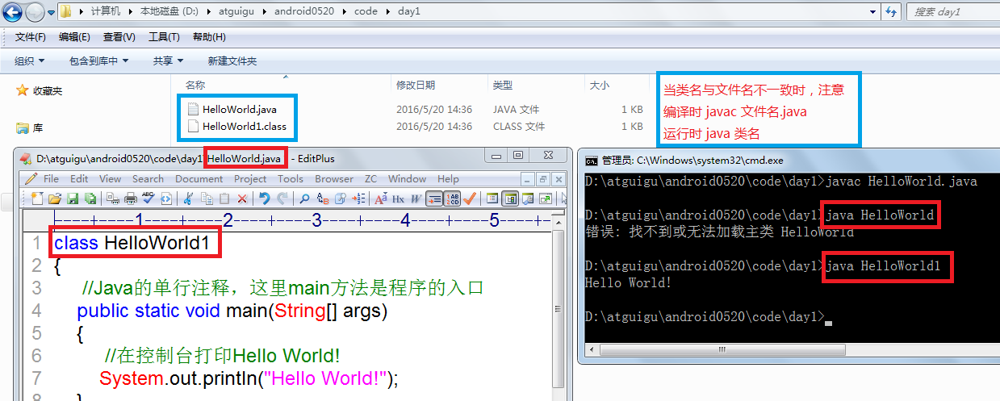 计算机 ▸ 本地磁盘 (D:) ▸ atguigu ▸ android0520 ▸ code ▸ day1
搜索 day1
文件(F) 编辑(E) 查看(V) 工具(T) 帮助(H)
组织 包含到库中 共享 新建文件夹
收藏夹
库
名称 修改日期 类型 大小
HelloWorld.java 2016/5/20 14:36 JAVA 文件 1 KB
HelloWorld1.class 2016/5/20 14:36 CLASS 文件 1 KB
当类名与文件名不一致时，注意
编译时 javac 文件名.java
运行时 java 类名
D:\atguigu\android0520\code\day1\HelloWorld.java - EditPlus
File Edit View Search Document Project Tools Browser ZC Window Help
----+----1----+----2----+----3----+----4----+----5----+
1 class HelloWorld1
2 {
3 //Java的单行注释，这里main方法是程序的入口
4 public static void main(String[] args)
5 {
6 //在控制台打印Hello World!
7 System.out.println("Hello World!");
8 }
管理员: C:\Windows\system32\cmd.exe
D:\atguigu\android0520\code\day1>javac HelloWorld.java
D:\atguigu\android0520\code\day1>java HelloWorld
错误: 找不到或无法加载主类 HelloWorld
D:\atguigu\android0520\code\day1>java HelloWorld1
Hello World!
D:\atguigu\android0520\code\day1>